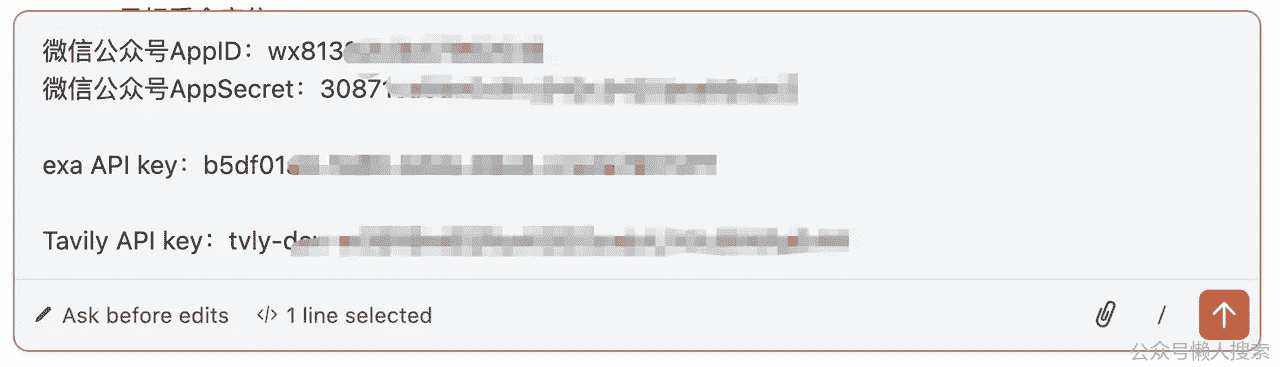 微信公众号AppID：wx813
微信公众号AppSecret：30871
exa API key：b5df01
Tavily API key：tvly-d
Ask before edits </> 1 line selected /
公众号懒人搜索